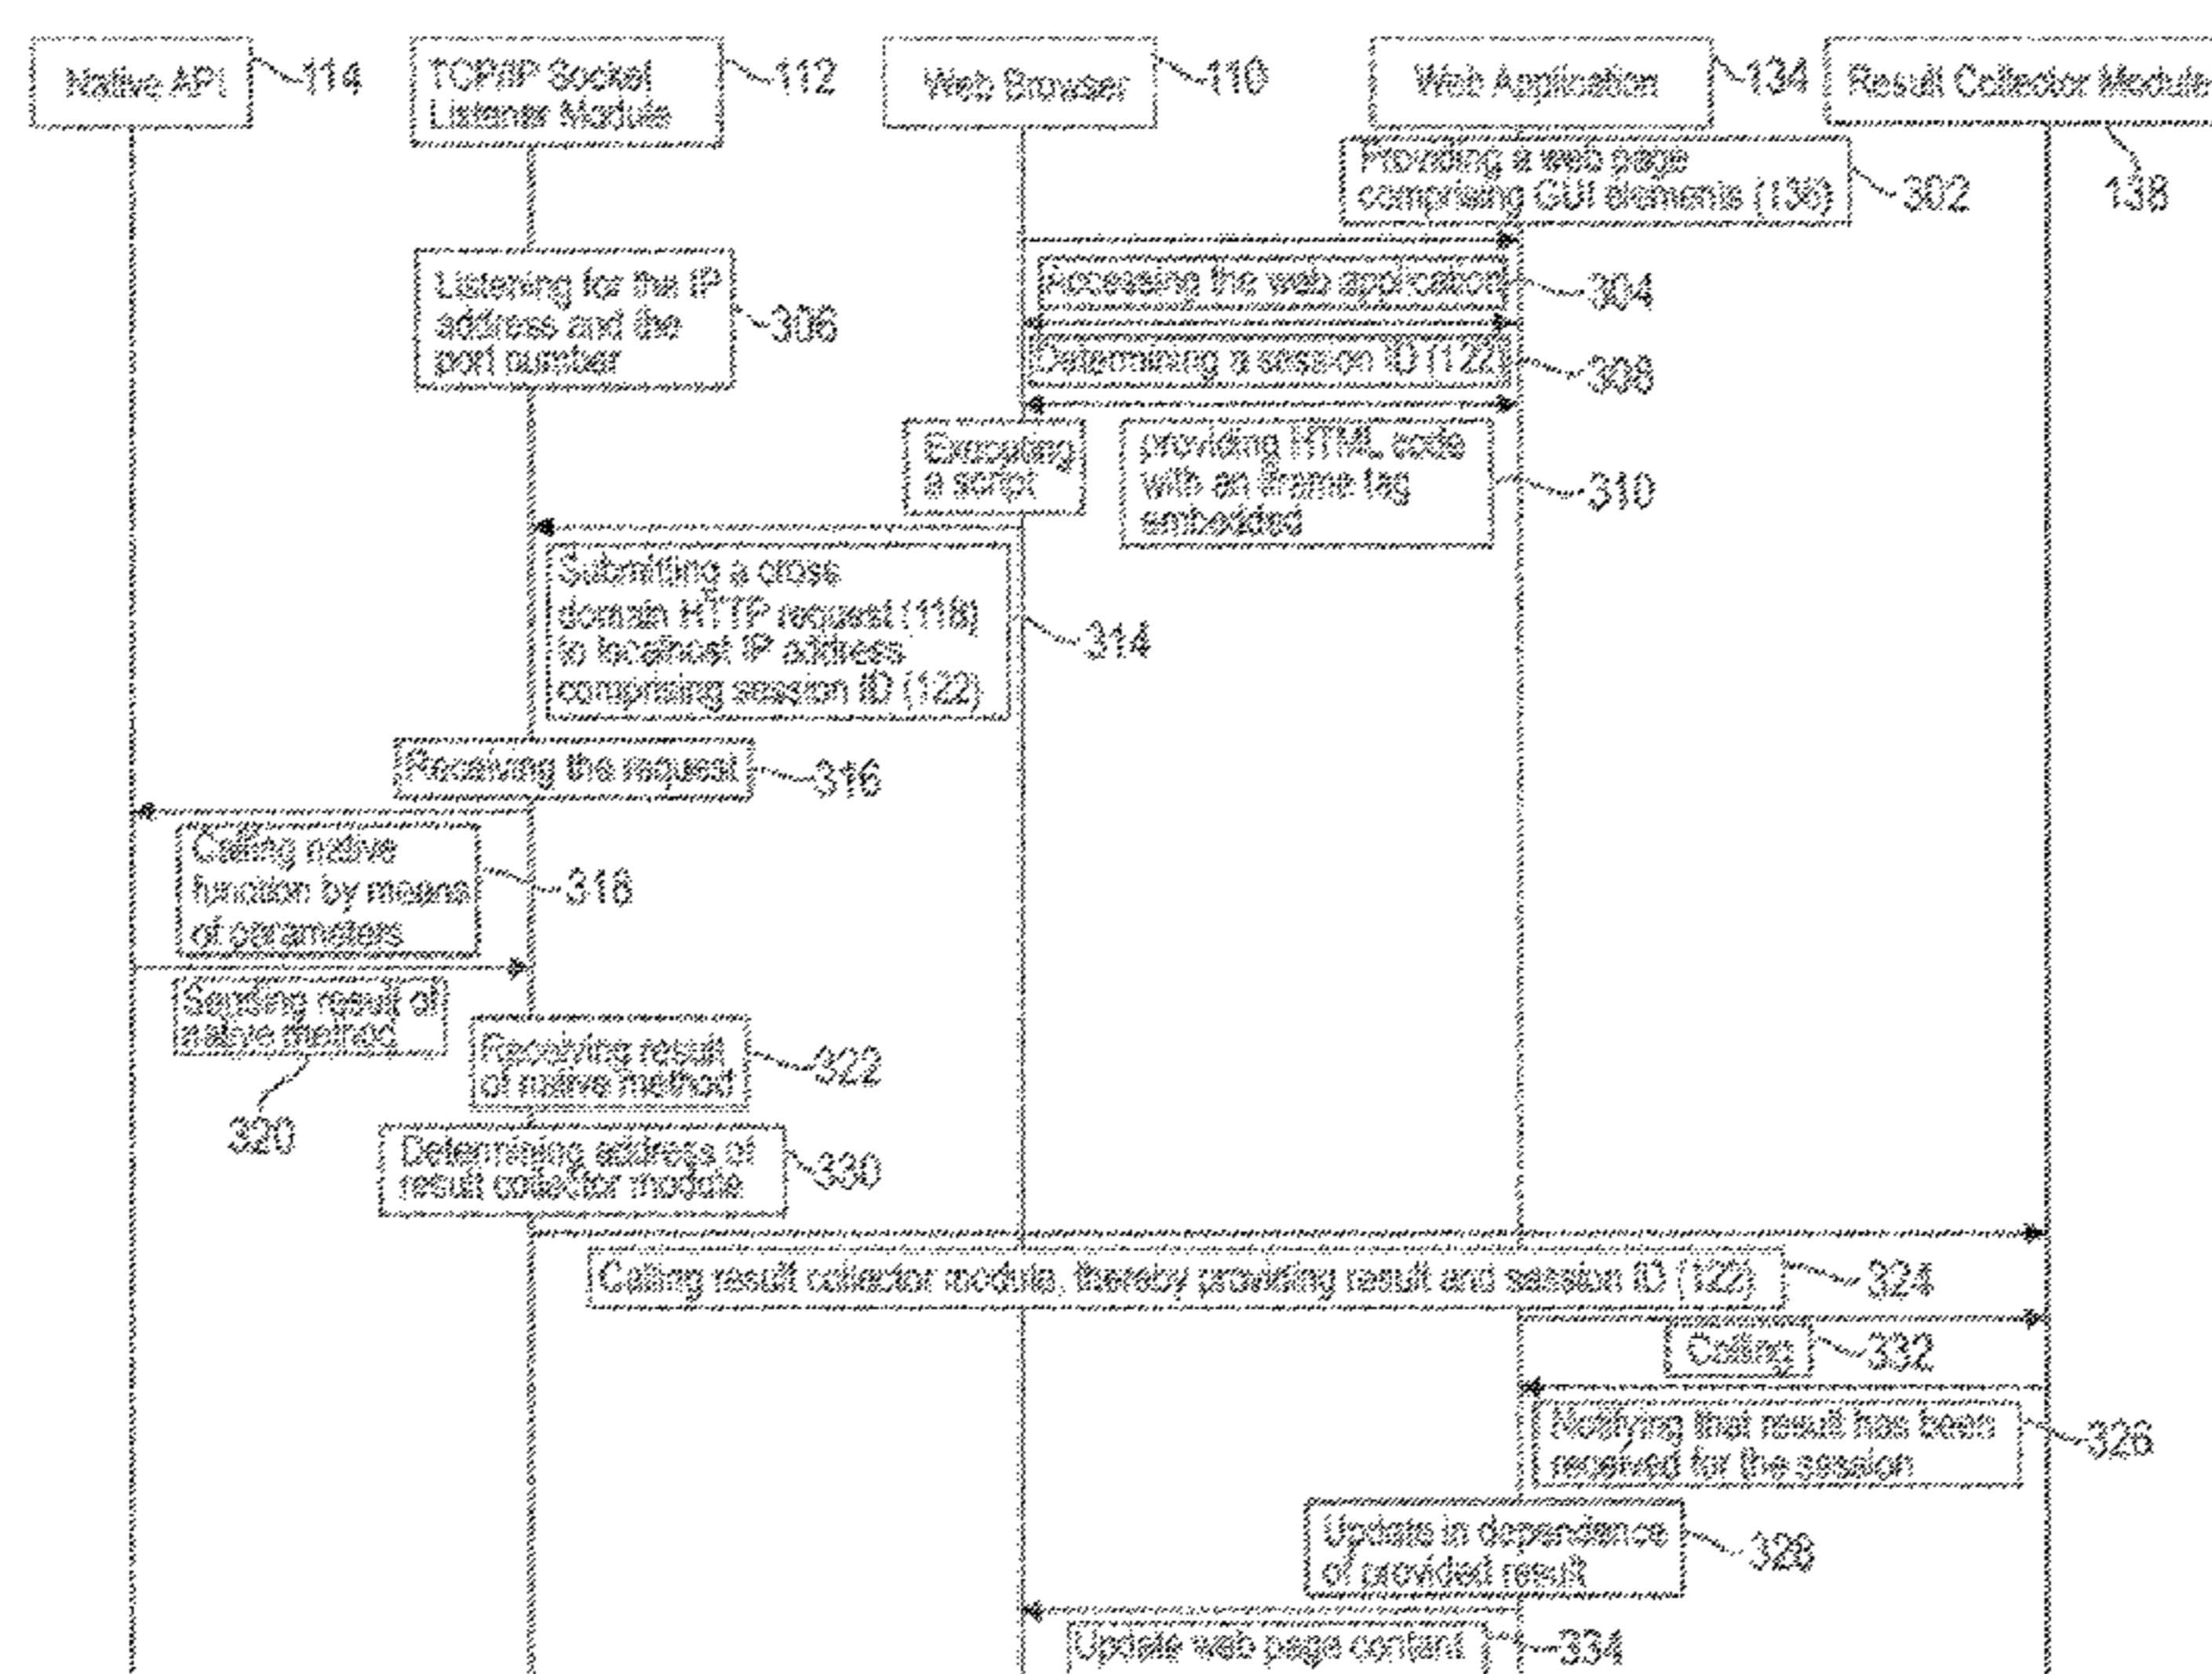 Native API
114
TCP/IP Socket
Listener Module
112
Web Browser
110
Web Application
134
Result Collector Module
138
Providing a web page
comprising GUI elements (136)
302
Accessing the web application
304
Listening for the IP
address and the
port number
306
Determining a session ID (122)
308
Executing
a script
providing HTML code
with an iframe tag
embedded
310
Submitting a cross
domain HTTP request (118)
to localhost IP address
comprising session ID (122)
314
Receiving the request
316
Calling native
function by means
of parameters
318
Sending result of
native method
320
Receiving result
of native method
322
Determining address of
result collector module
330
Calling result collector module, thereby providing result and session ID (122)
324
Calling
332
Notifying that result has been
received for the session
326
Update in dependence
of provided result
328
Update web page content
334